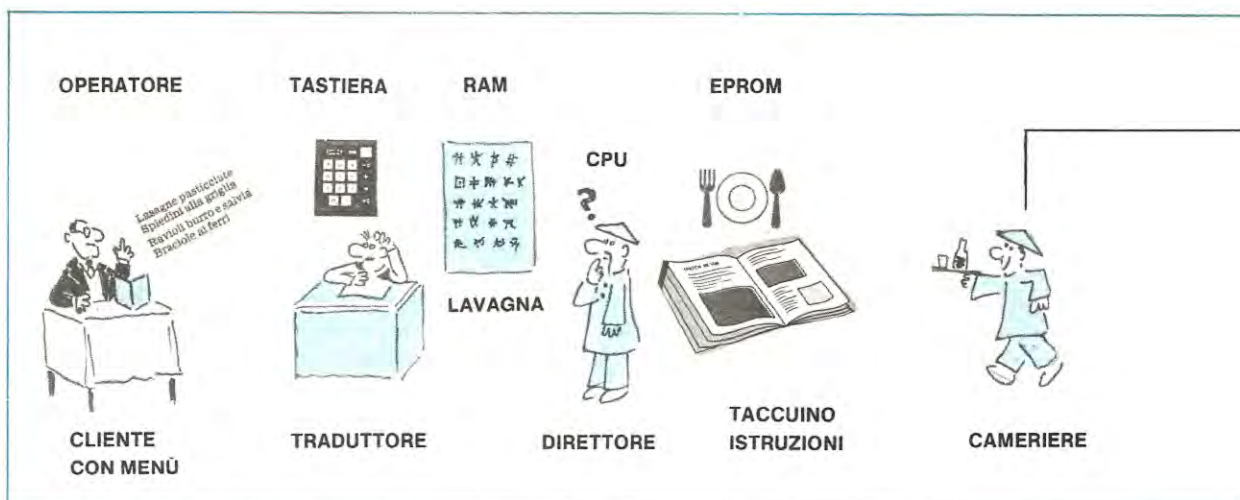 OPERATORE
TASTIERA
RAM
EPROM
CPU
Lasagne pasticciate
Spiedini alla griglia
Ravioli burro e salvia
Braciole ai ferri
LAVAGNA
CLIENTE
CON MENÙ
TRADUTTORE
DIRETTORE
TACCUINO
ISTRUZIONI
CAMERIERE